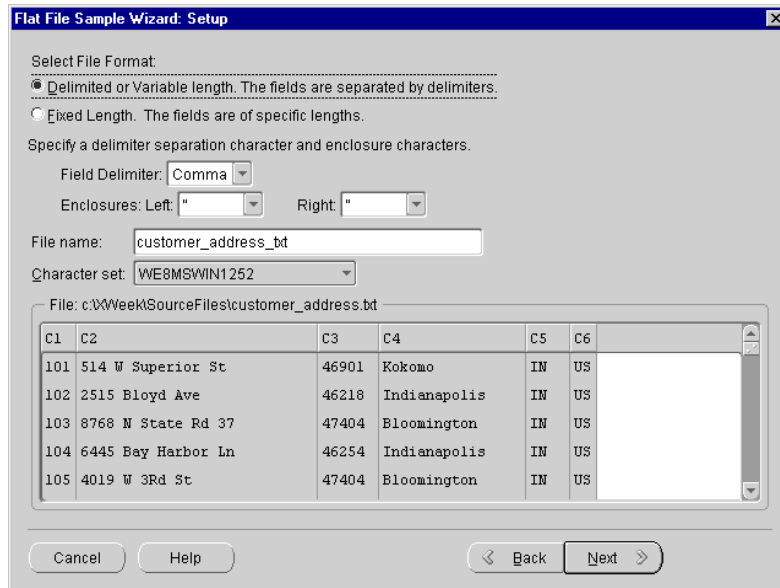 Flat File Sample Wizard: Setup
Select File Format:
Delimited or Variable length. The fields are separated by delimiters.
Fixed Length. The fields are of specific lengths.
Specify a delimiter separation character and enclosure characters.
Field Delimiter: Comma
Enclosures: Left: " Right: "
File name: customer_address_txt
Character set: WE8MSWIN1252
File: c:\XWeek\SourceFiles\customer_address.txt
C1 C2 C3 C4 C5 C6
101 514 W Superior St 46901 Kokomo IN US
102 2515 Bloyd Ave 46218 Indianapolis IN US
103 8768 N State Rd 37 47404 Bloomington IN US
104 6445 Bay Harbor Ln 46254 Indianapolis IN US
105 4019 W 3Rd St 47404 Bloomington IN US
Cancel Help Back Next